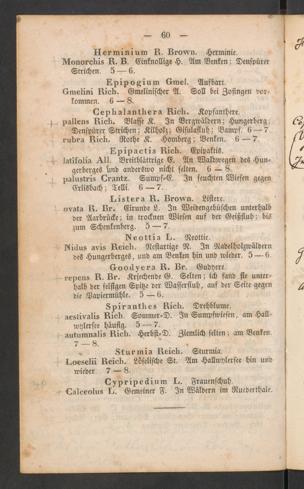 — 60 —
Herminium R. Brown. Herminie.
Monorchis R. B. Einknollige H. Am Benken; Denspürer
Strichen. 5—6.
Epipogium Gmel. Aufbart.
Gmelini Rich. Gmelinischer A. Soll bei Zofingen vor-
kommen. 6—8.
Cephalanthera Rich. Kopfanthere.
pallens Rich. Blasse K. In Bergwäldern; Hungerberg;
Denspürer Strichen; Kilholz; Gisulafluh; Bampf. 6—7
rubra Rich. Rothe K. Homberg; Benken. 6—7.
Epipactis Rich. Epipaktis.
latifolia All. Breitblättrige E. An Waldwegen des Hun-
gerberges und anderswo nicht selten. 6—8.
palustris Crantz. Sumpf-E. In feuchten Wiesen gegen
Erlisbach; Telli. 6—7.
Listera R. Brown. Listere.
ovata R. Br. Eirunde L. In Weidengebüschen unterhalb
der Aarbrücke; in trocknen Wiesen auf der Geißfluh; bis
zum Schenkenberg. 5—7.
Neottia L. Neottie.
Nidus avis Reich. Nestartige N. In Nadelholzwäldern
des Hungerberges, und am Benken hin und wieder. 5—6.
Goodyera R. Br. Gudyere.
repens R. Br. Kriechende G. Selten; ich fand sie unter-
halb der felsigen Spitze der Wasserfluh, auf der Seite gegen
die Papiermühle. 5—6.
Spiranthes Rich. Drehblume.
aestivalis Rich. Sommer-D. In Sumpfwiesen, am Hall-
wylersee häufig. 5—7.
autumnalis Rich. Herbst-D. Ziemlich selten; am Benken.
7—8.
Sturmia Reich. Sturmia.
Loeselii Reich. Löselische St. Am Hallwylersee hin und
wieder. 7—8.
Cypripedium L. Frauenschuh.
Calceolus L. Gemeiner F. In Wäldern im Ruederthale.